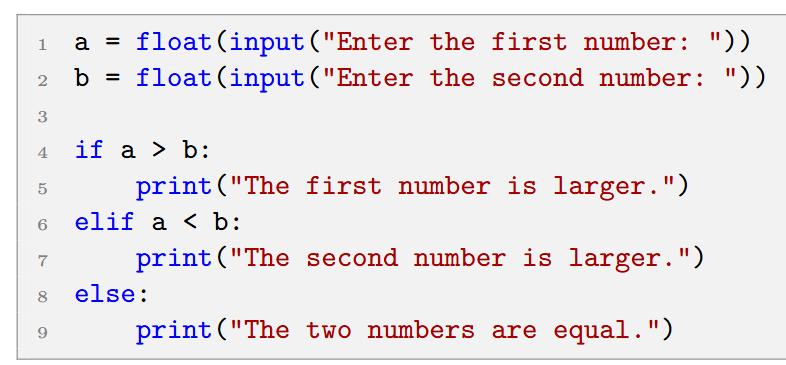 1 a = float(input("Enter the first number: "))
2 b = float(input("Enter the second number: "))
3
4 if a > b:
5     print("The first number is larger.")
6 elif a < b:
7     print("The second number is larger.")
8 else:
9     print("The two numbers are equal.")